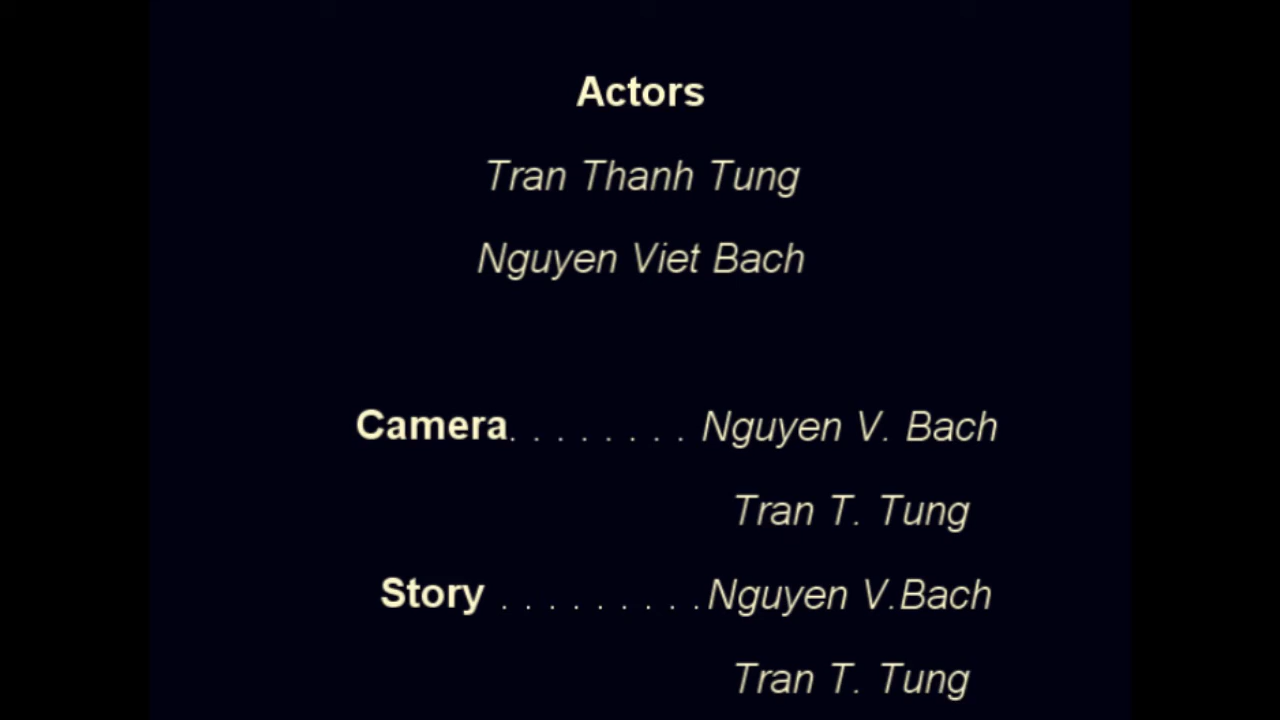 Actors
Tran Thanh Tung
Nguyen Viet Bach
Camera. . . . . . . . Nguyen V. Bach
Tran T. Tung
Story . . . . . . . . .Nguyen V.Bach
Tran T. Tung